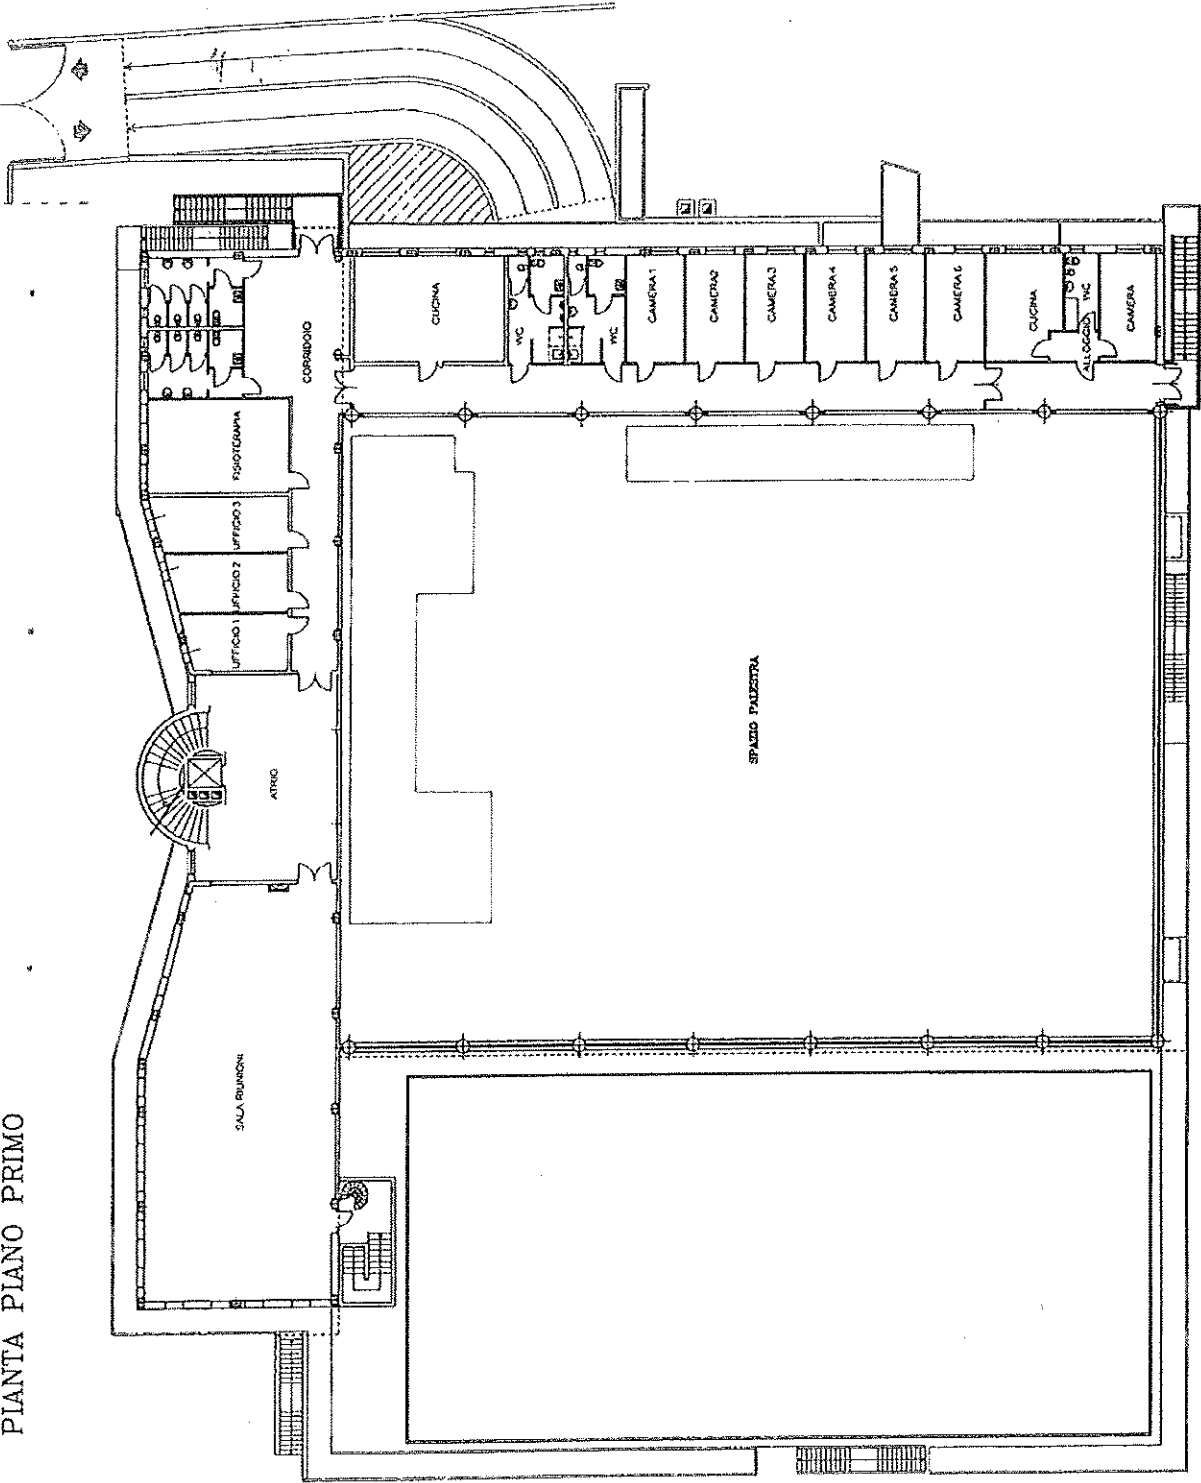 PIANTA PIANO PRIMO
SALA RIUNIONI
ATRIO
UFFICIO 1
UFFICIO 2
UFFICIO 3
FISIOTERAPIA
CORRIDOIO
CUCINA
WC
WC
CAMERA 1
CAMERA 2
CAMERA 3
CAMERA 4
CAMERA 5
CAMERA 6
CUCINA
WC
ALLOGGIO
CAMERA
SPAZIO PALESTRA